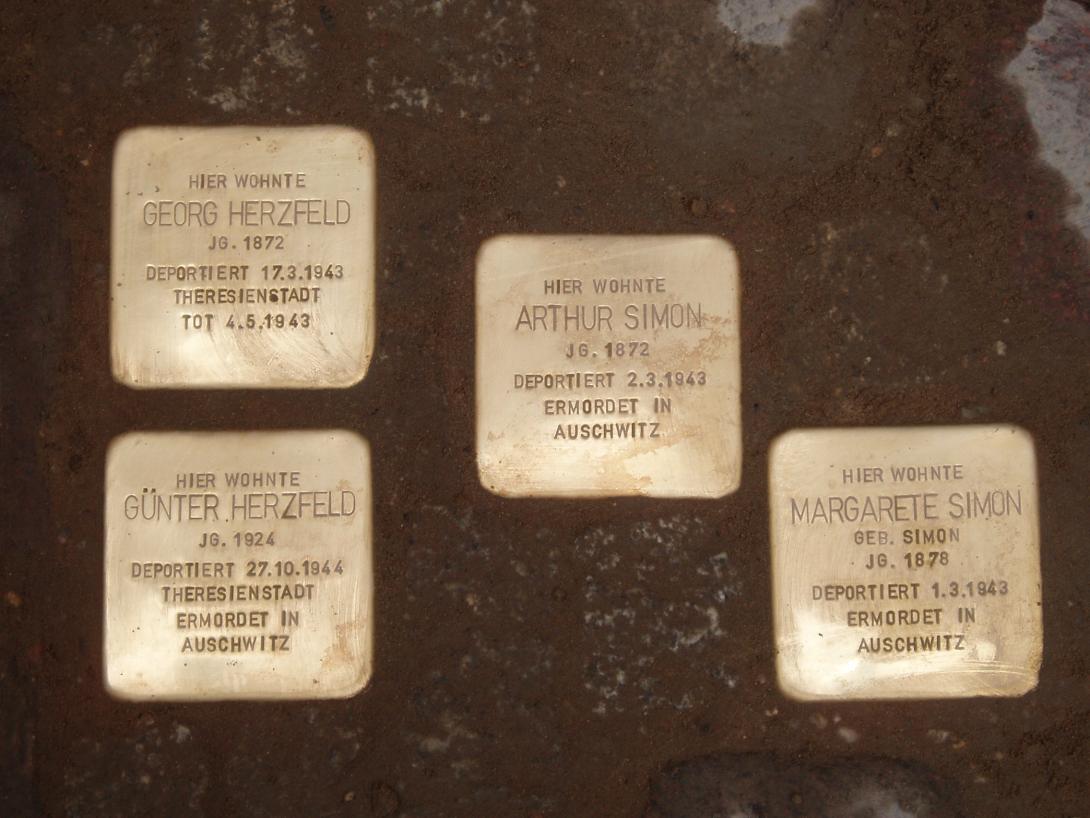 HIER WOHNTE
GEORG HERZFELD
JG. 1872
DEPORTIERT 17.3.1943
THERESIENSTADT
TOT 4.5.1943
HIER WOHNTE
GÜNTER HERZFELD
JG. 1924
DEPORTIERT 27.10.1944
THERESIENSTADT
ERMORDET IN
AUSCHWITZ
HIER WOHNTE
ARTHUR SIMON
JG. 1872
DEPORTIERT 2.3.1943
ERMORDET IN
AUSCHWITZ
HIER WOHNTE
MARGARETE SIMON
GEB. SIMON
JG. 1878
DEPORTIERT 1.3.1943
ERMORDET IN
AUSCHWITZ